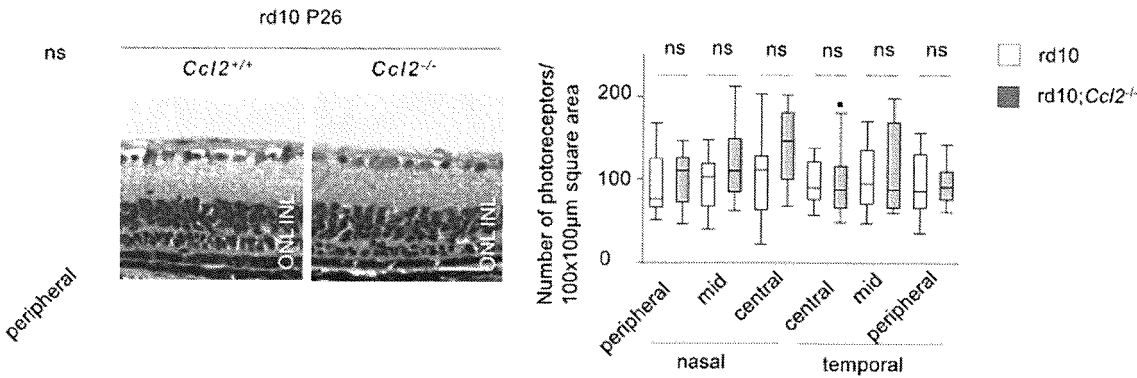 rd10 P26
ns
Ccl2+/+
Ccl2-/-
ONL INL
ONL INL
peripheral
Number of photoreceptors/
100x100µm square area
200
100
0
ns
ns
ns
ns
ns
ns
rd10
rd10;Ccl2-/-
peripheral
mid
central
central
mid
peripheral
nasal
temporal